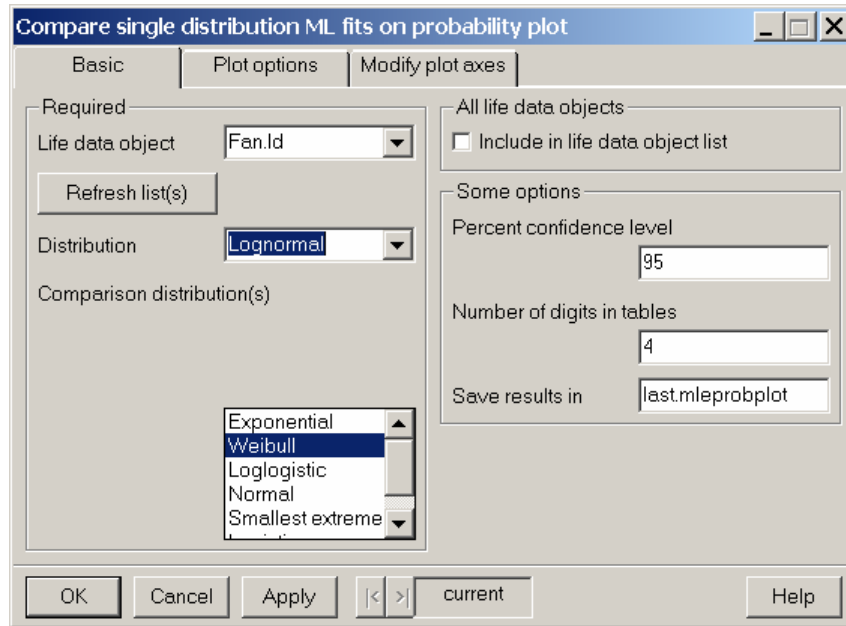 Compare single distribution ML fits on probability plot
Basic
Plot options
Modify plot axes
Required
Life data object
Fan.ld
Refresh list(s)
Distribution
Lognormal
Comparison distribution(s)
Exponential
Weibull
Loglogistic
Normal
Smallest extreme
All life data objects
Include in life data object list
Some options
Percent confidence level
95
Number of digits in tables
4
Save results in
last.mleprobplot
OK
Cancel
Apply
|<
>|
current
Help